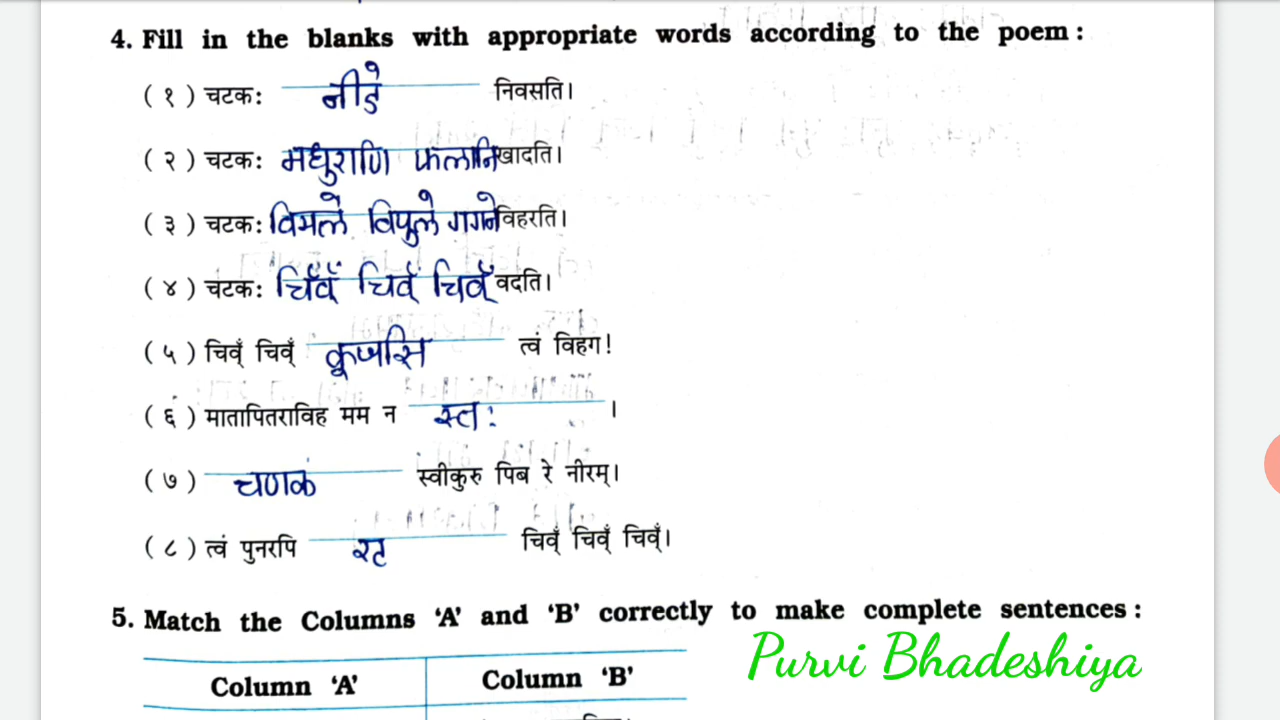 4. Fill in the blanks with appropriate words according to the poem :
( १ ) चटकः नीडे निवसति।
( २ ) चटकः मधुराणि फलानि खादति।
( ३ ) चटकः विमले विपुले गगने विहरति।
( ४ ) चटकः चिवँ् चिवँ् चिवँ् वदति।
( ५ ) चिवँ् चिवँ् कूजसि त्वं विहग!
( ६ ) मातापितराविह मम न स्तः ।
( ७ ) चणकं स्वीकुरु पिब रे नीरम्।
( ८ ) त्वं पुनरपि रट चिवँ् चिवँ् चिवँ्।
5. Match the Columns ‘A’ and ‘B’ correctly to make complete sentences :
Purvi Bhadeshiya
Column ‘A’ Column ‘B’